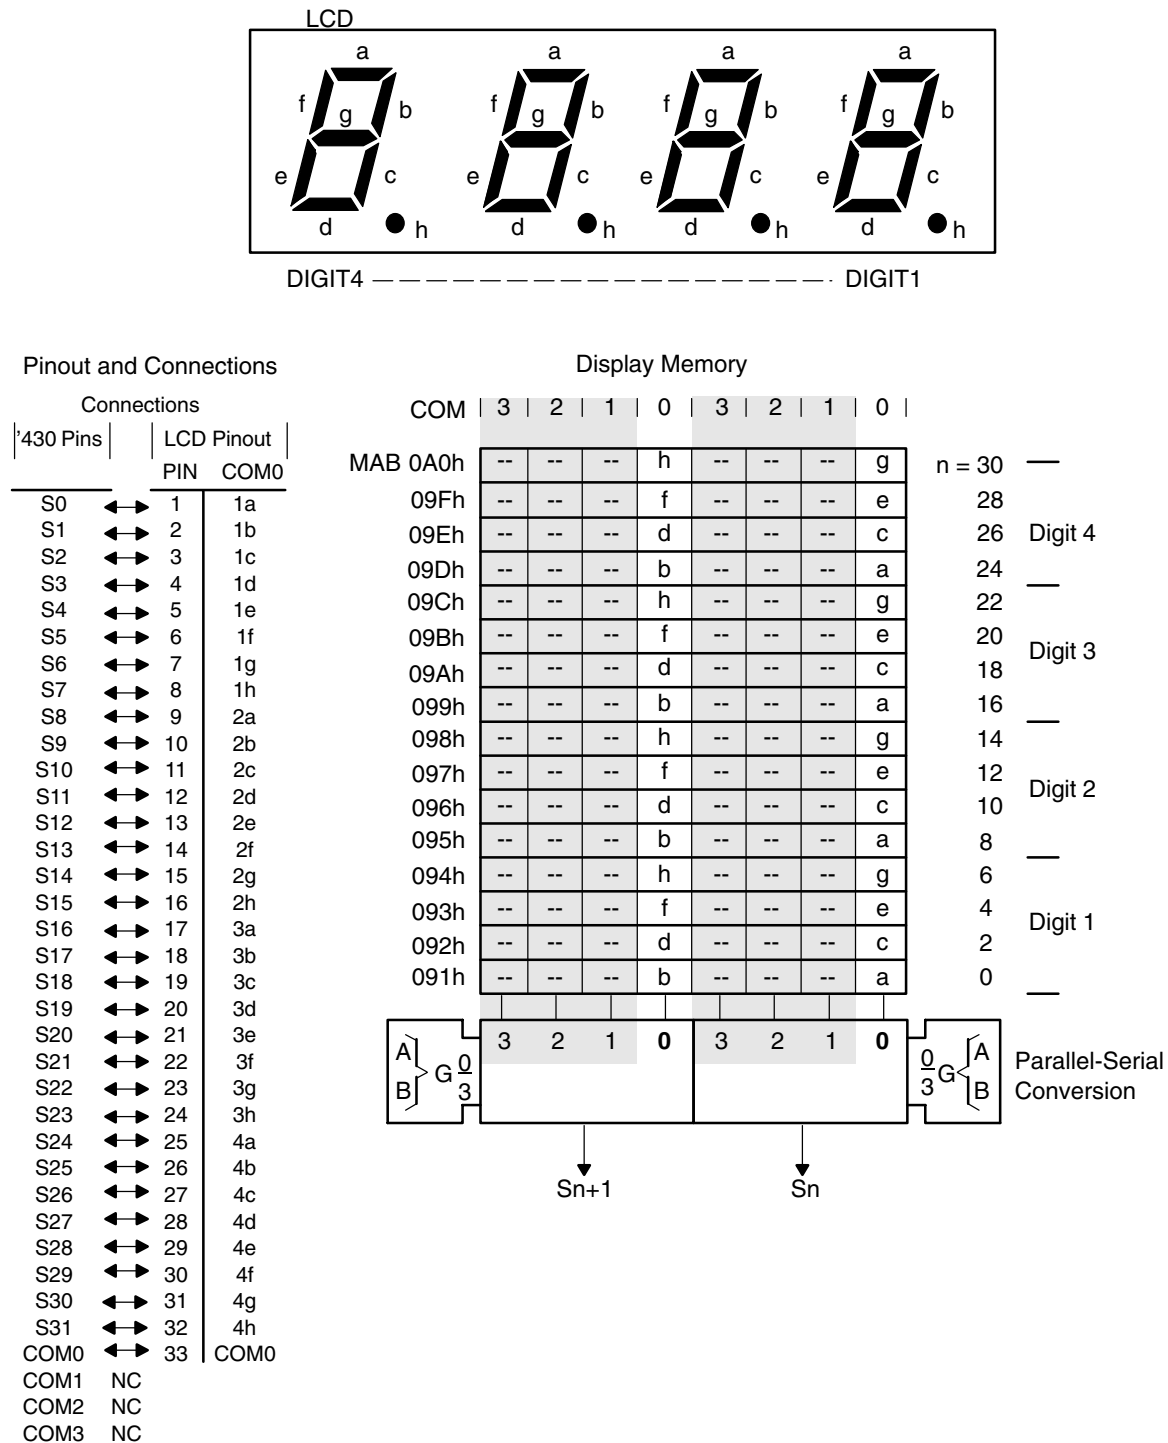 LCD
a a a a
f g b f g b f g b f g b
e c e c e c e c
d h d h d h d h
DIGIT4 DIGIT1
Pinout and Connections
Connections
'430 Pins LCD Pinout
PIN COM0
S0 1 1a
S1 2 1b
S2 3 1c
S3 4 1d
S4 5 1e
S5 6 1f
S6 7 1g
S7 8 1h
S8 9 2a
S9 10 2b
S10 11 2c
S11 12 2d
S12 13 2e
S13 14 2f
S14 15 2g
S15 16 2h
S16 17 3a
S17 18 3b
S18 19 3c
S19 20 3d
S20 21 3e
S21 22 3f
S22 23 3g
S23 24 3h
S24 25 4a
S25 26 4b
S26 27 4c
S27 28 4d
S28 29 4e
S29 30 4f
S30 31 4g
S31 32 4h
COM0 33 COM0
COM1 NC
COM2 NC
COM3 NC
Display Memory
COM 3 2 1 0 3 2 1 0
MAB 0A0h -- -- -- h -- -- -- g n = 30
09Fh -- -- -- f -- -- -- e 28
09Eh -- -- -- d -- -- -- c 26 Digit 4
09Dh -- -- -- b -- -- -- a 24
09Ch -- -- -- h -- -- -- g 22
09Bh -- -- -- f -- -- -- e 20 Digit 3
09Ah -- -- -- d -- -- -- c 18
099h -- -- -- b -- -- -- a 16
098h -- -- -- h -- -- -- g 14
097h -- -- -- f -- -- -- e 12 Digit 2
096h -- -- -- d -- -- -- c 10
095h -- -- -- b -- -- -- a 8
094h -- -- -- h -- -- -- g 6
093h -- -- -- f -- -- -- e 4 Digit 1
092h -- -- -- d -- -- -- c 2
091h -- -- -- b -- -- -- a 0
A B G 0 3 3 2 1 0 3 2 1 0 0 3 G A B
Parallel-Serial
Conversion
Sn+1 Sn